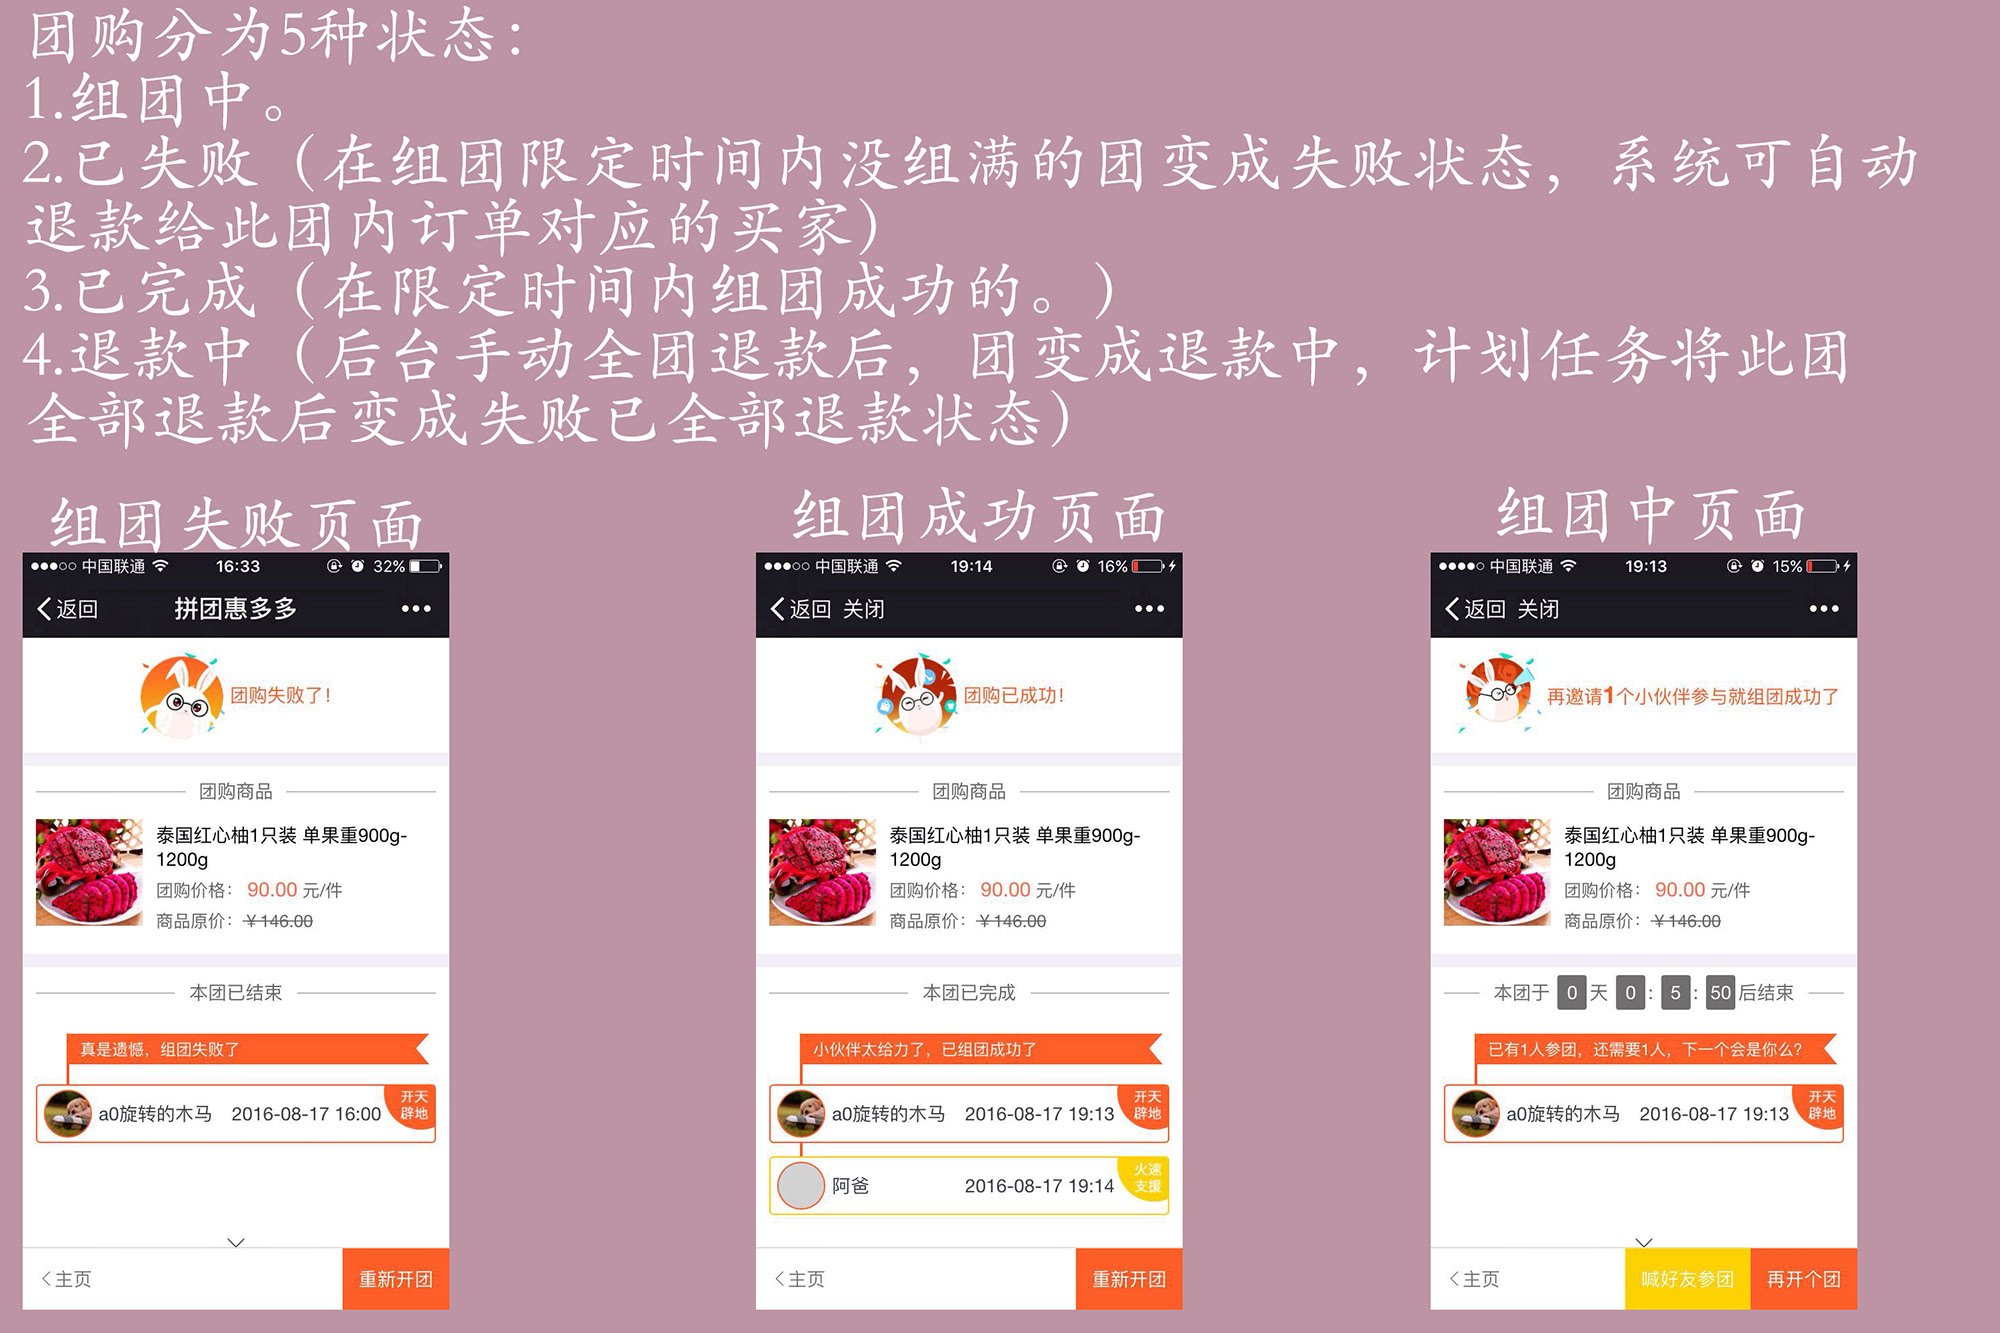 团购分为5种状态：
1.组团中。
2.已失败（在组团限定时间内没组满的团变成失败状态，系统可自动
退款给此团内订单对应的买家）
3.已完成（在限定时间内组团成功的。）
4.退款中（后台手动全团退款后，团变成退款中，计划任务将此团
全部退款后变成失败已全部退款状态）
组团失败页面
中国联通 16:33 32%
返回 拼团惠多多
团购失败了！
团购商品
泰国红心柚1只装 单果重900g-
1200g
团购价格： 90.00 元/件
商品原价：￥146.00
本团已结束
真是遗憾，组团失败了
a0旋转的木马 2016-08-17 16:00
开天
辟地
主页 重新开团
组团成功页面
中国联通 19:14 16%
返回 关闭
团购已成功！
团购商品
泰国红心柚1只装 单果重900g-
1200g
团购价格： 90.00 元/件
商品原价：￥146.00
本团已完成
小伙伴太给力了，已组团成功了
a0旋转的木马 2016-08-17 19:13
开天
辟地
阿爸 2016-08-17 19:14
火速
支援
主页 重新开团
组团中页面
中国联通 19:13 15%
返回 关闭
再邀请1个小伙伴参与就组团成功了
团购商品
泰国红心柚1只装 单果重900g-
1200g
团购价格： 90.00 元/件
商品原价：￥146.00
本团于 0 天 0 : 5 : 50 后结束
已有1人参团，还需要1人，下一个会是你么？
a0旋转的木马 2016-08-17 19:13
开天
辟地
主页 喊好友参团 再开个团